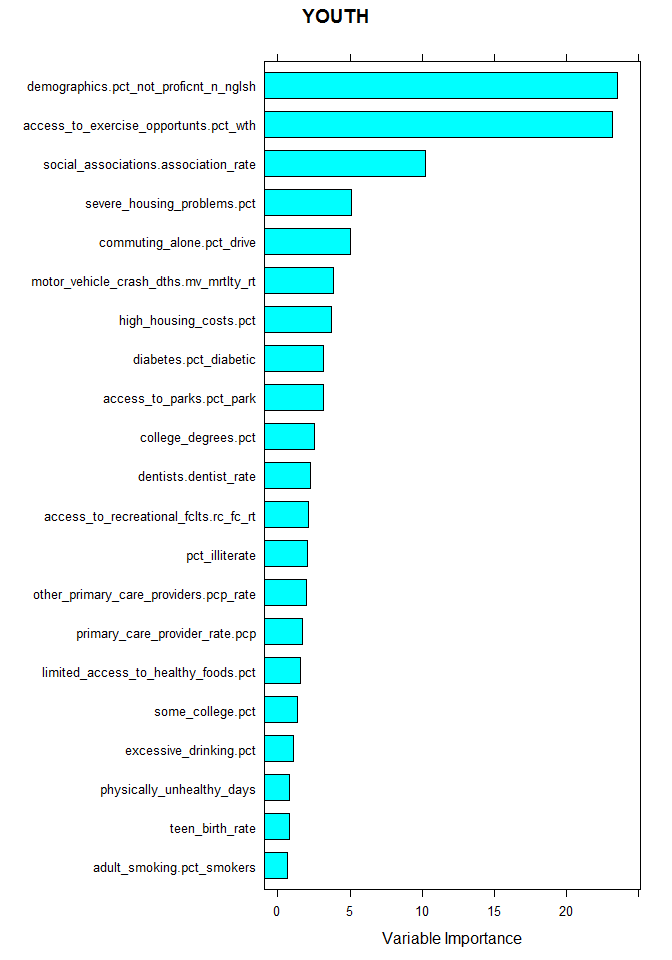 YOUTH
demographics.pct_not_proficnt_n_nglsh
access_to_exercise_opportunts.pct_wth
social_associations.association_rate
severe_housing_problems.pct
commuting_alone.pct_drive
motor_vehicle_crash_dths.mv_mrtlty_rt
high_housing_costs.pct
diabetes.pct_diabetic
access_to_parks.pct_park
college_degrees.pct
dentists.dentist_rate
access_to_recreational_fclts.rc_fc_rt
pct_illiterate
other_primary_care_providers.pcp_rate
primary_care_provider_rate.pcp
limited_access_to_healthy_foods.pct
some_college.pct
excessive_drinking.pct
physically_unhealthy_days
teen_birth_rate
adult_smoking.pct_smokers
0 5 10 15 20
Variable Importance